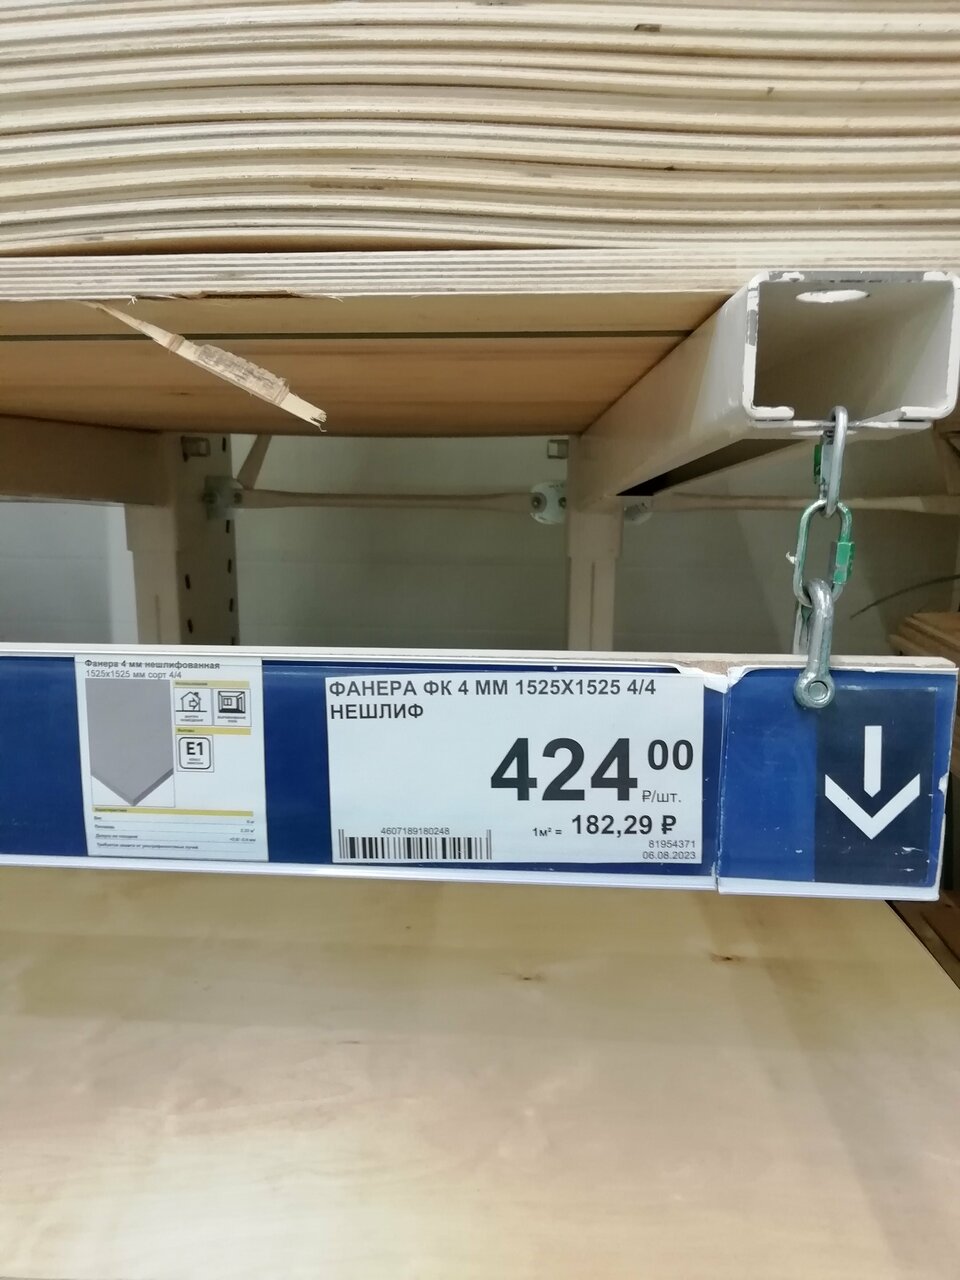 Фанера 4 мм нешлифованная
1525х1525 мм сорт 4/4
E1
ФАНЕРА ФК 4 ММ 1525Х1525 4/4
НЕШЛИФ
424 00
₽/шт.
1м² = 182,29 ₽
4607189180248
81954371
06.08.2023